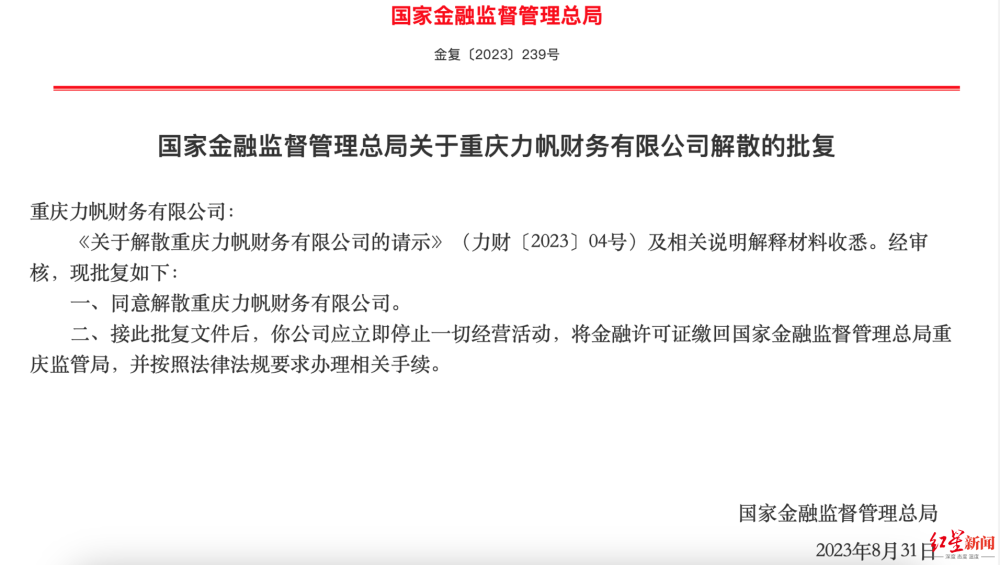 国家金融监督管理总局
金复〔2023〕239号
国家金融监督管理总局关于重庆力帆财务有限公司解散的批复
重庆力帆财务有限公司：
《关于解散重庆力帆财务有限公司的请示》（力财〔2023〕04号）及相关说明解释材料收悉。经审
核，现批复如下：
一、同意解散重庆力帆财务有限公司。
二、接此批复文件后，你公司应立即停止一切经营活动，将金融许可证缴回国家金融监督管理总局重
庆监管局，并按照法律法规要求办理相关手续。
国家金融监督管理总局
2023年8月31日
红星新闻